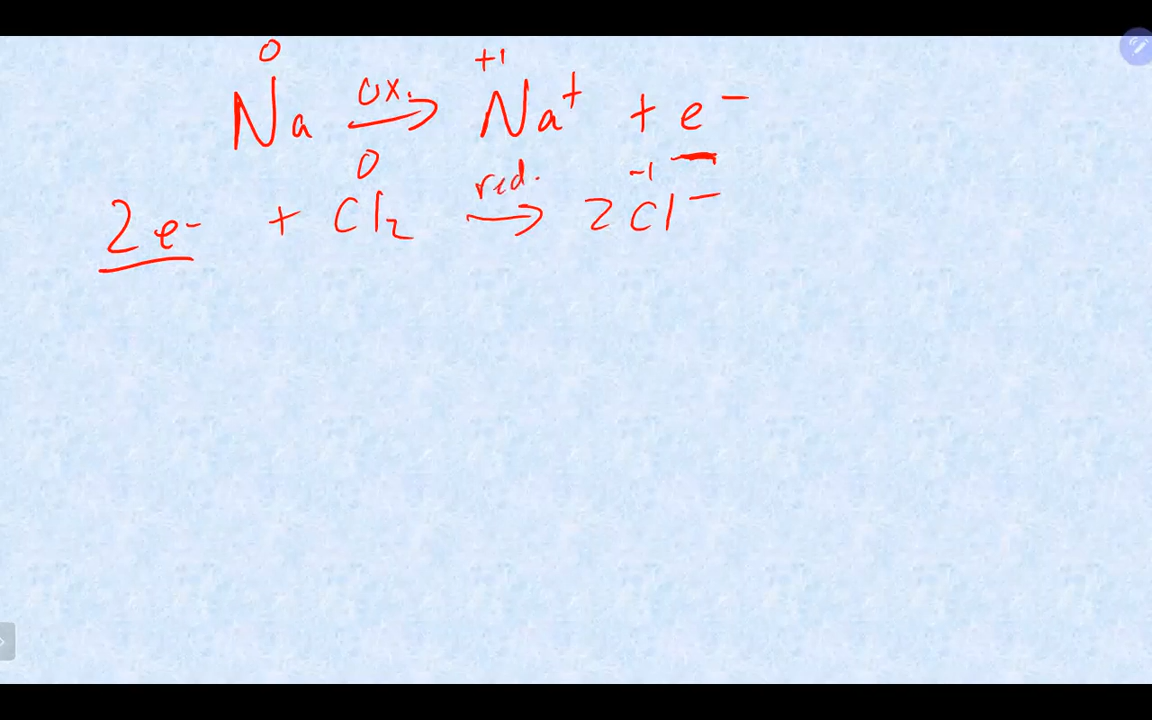 0 +1
Na ox. → Na⁺ + e⁻
0 -1
2e⁻ + Cl₂ red. → 2Cl⁻